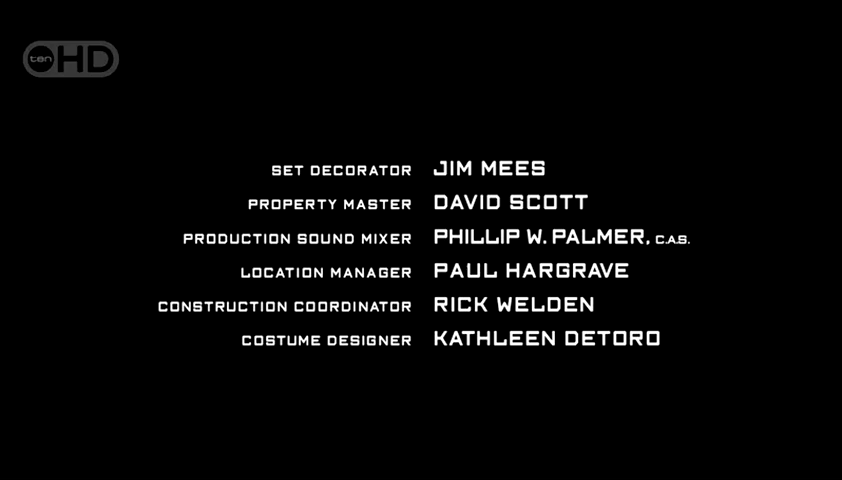 ten HD
SET DECORATOR JIM MEES
PROPERTY MASTER DAVID SCOTT
PRODUCTION SOUND MIXER PHILLIP W. PALMER, C.A.S.
LOCATION MANAGER PAUL HARGRAVE
CONSTRUCTION COORDINATOR RICK WELDEN
COSTUME DESIGNER KATHLEEN DETORO